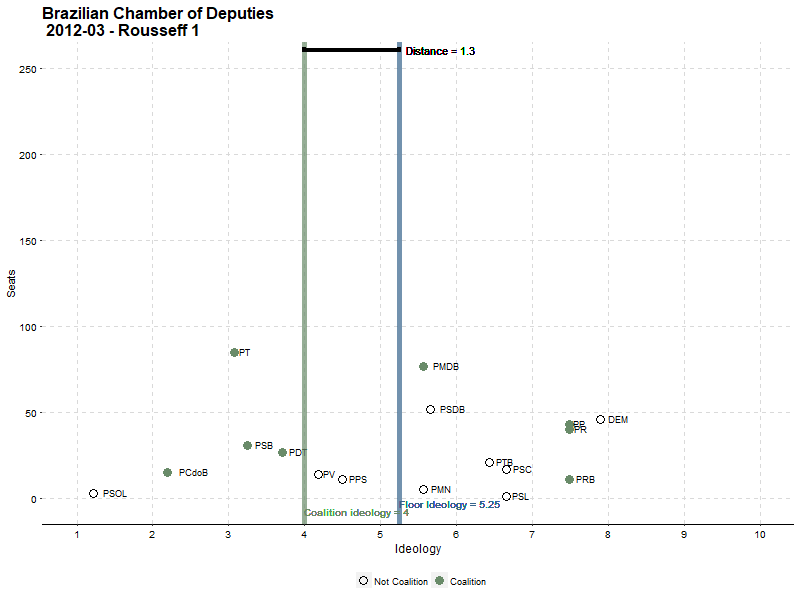 Brazilian Chamber of Deputies
2012-03 - Rousseff 1
Distance = 1.3
250
200
150
100
50
0
Seats
PT
PMDB
PSDB
PP
DEM
PR
PSB
PDT
PTB
PSC
PCdoB
PV
PPS
PRB
PSOL
PMN
PSL
Floor Ideology = 5.25
Coalition ideology = 4
1 2 3 4 5 6 7 8 9 10
Ideology
Not Coalition Coalition